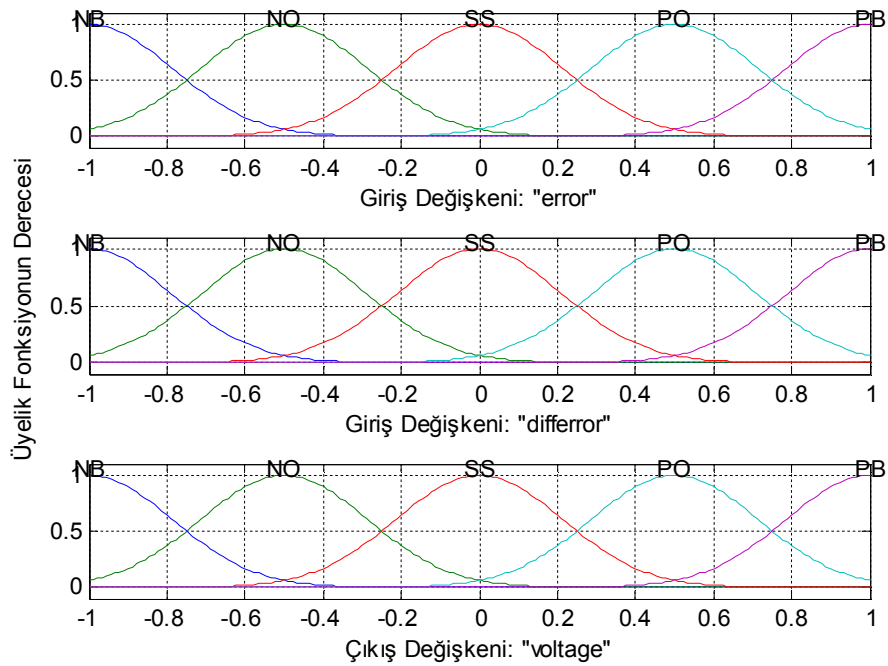 Üyelik Fonksiyonun Derecesi
NB NO SS PO PB
1
0.5
0
-1 -0.8 -0.6 -0.4 -0.2 0 0.2 0.4 0.6 0.8 1
Giriş Değişkeni: "error"
NB NO SS PO PB
1
0.5
0
-1 -0.8 -0.6 -0.4 -0.2 0 0.2 0.4 0.6 0.8 1
Giriş Değişkeni: "differror"
NB NO SS PO PB
1
0.5
0
-1 -0.8 -0.6 -0.4 -0.2 0 0.2 0.4 0.6 0.8 1
Çıkış Değişkeni: "voltage"